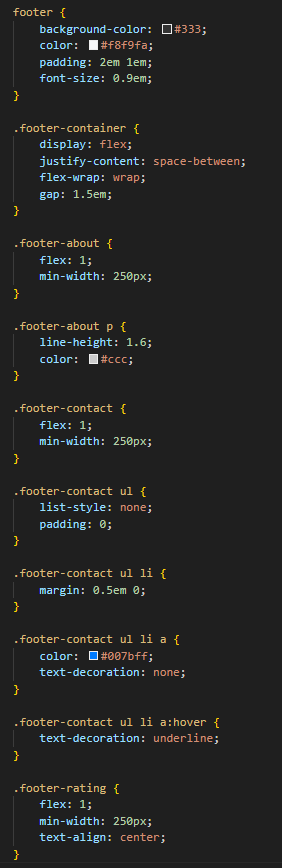 footer {
    background-color: #333;
    color: #f8f9fa;
    padding: 2em 1em;
    font-size: 0.9em;
}

.footer-container {
    display: flex;
    justify-content: space-between;
    flex-wrap: wrap;
    gap: 1.5em;
}

.footer-about {
    flex: 1;
    min-width: 250px;
}

.footer-about p {
    line-height: 1.6;
    color: #ccc;
}

.footer-contact {
    flex: 1;
    min-width: 250px;
}

.footer-contact ul {
    list-style: none;
    padding: 0;
}

.footer-contact ul li {
    margin: 0.5em 0;
}

.footer-contact ul li a {
    color: #007bff;
    text-decoration: none;
}

.footer-contact ul li a:hover {
    text-decoration: underline;
}

.footer-rating {
    flex: 1;
    min-width: 250px;
    text-align: center;
}